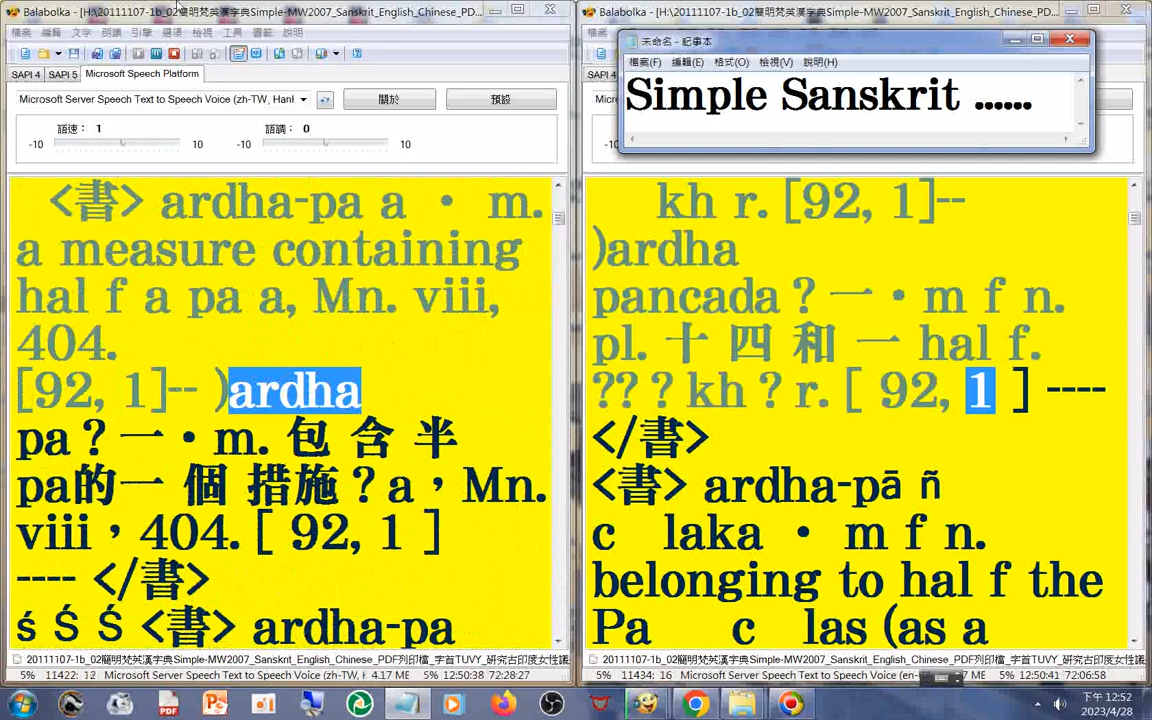 Balabolka - [H:\20111107-1b_02簡明梵英漢字典Simple-MW2007_Sanskrit_English_Chinese_PD...
檔案 編輯 文字 朗讀 引擎 選項 檢視 工具 書籤 說明
SAPI 4 SAPI 5 Microsoft Speech Platform
Microsoft Server Speech Text to Speech Voice (zh-TW, HanH
關於 預設
語速： 1 語調： 0
-10 10 -10 10
<書> ardha-pa a · m.
a measure containing
hal f a pa a, Mn. viii,
404.
[92, 1]-- )ardha
pa？一·m. 包 含 半
pa的一 個 措施？a，Mn.
viii，404. [ 92, 1 ]
---- </書>
ś Ś Ś <書> ardha-pa
20111107-1b_02簡明梵英漢字典Simple-MW2007_Sanskrit_English_Chinese_PDF列印檔_字首TUVY_研究古印度女性議
5% 11422: 12 Microsoft Server Speech Text to Speech Voice (zh-TW, H 4.17 ME 5% 12:50:38 72:28:27
Balabolka - [H:\20111107-1b_02簡明梵英漢字典Simple-MW2007_Sanskrit_English_Chinese_PD...
檔案
SAPI 4
Micr
未命名 - 記事本
檔案(F) 編輯(E) 格式(O) 檢視(V) 說明(H)
Simple Sanskrit ......
-10
kh r. [92, 1]--
)ardha
pancada？一·m f n.
pl. 十 四 和 一 hal f.
?? ? kh ? r. [ 92, 1 ] ----
</書>
<書> ardha-pā ñ
c laka · m f n.
belonging to hal f the
Pa c las (as a
20111107-1b_02簡明梵英漢字典Simple-MW2007_Sanskrit_English_Chinese_PDF列印檔_字首TUVY_研究古印度女性議
5% 11434: 16 Microsoft Server Speech Text to Speech Voice 5% 12:50:41 72:06:58
下午 12:52
2023/4/28